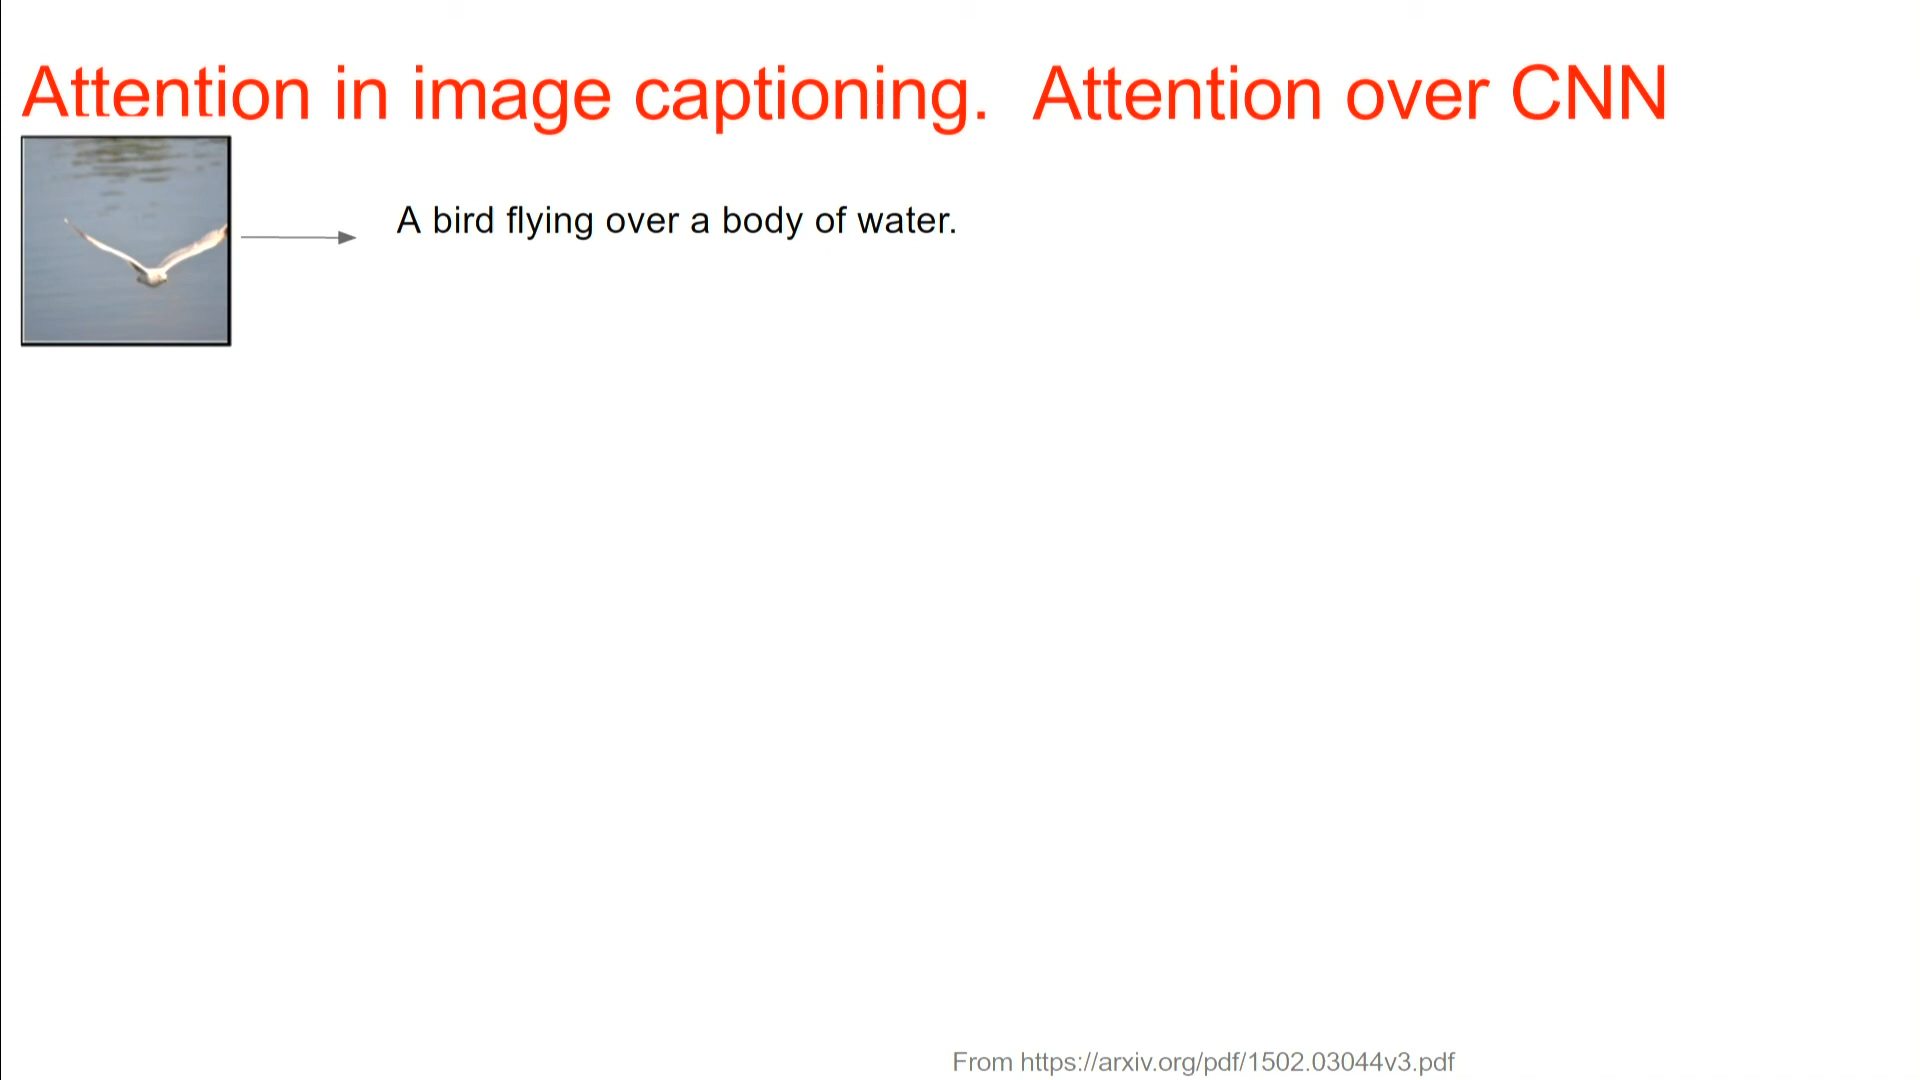 Attention in image captioning.  Attention over CNN
A bird flying over a body of water.
From https://arxiv.org/pdf/1502.03044v3.pdf